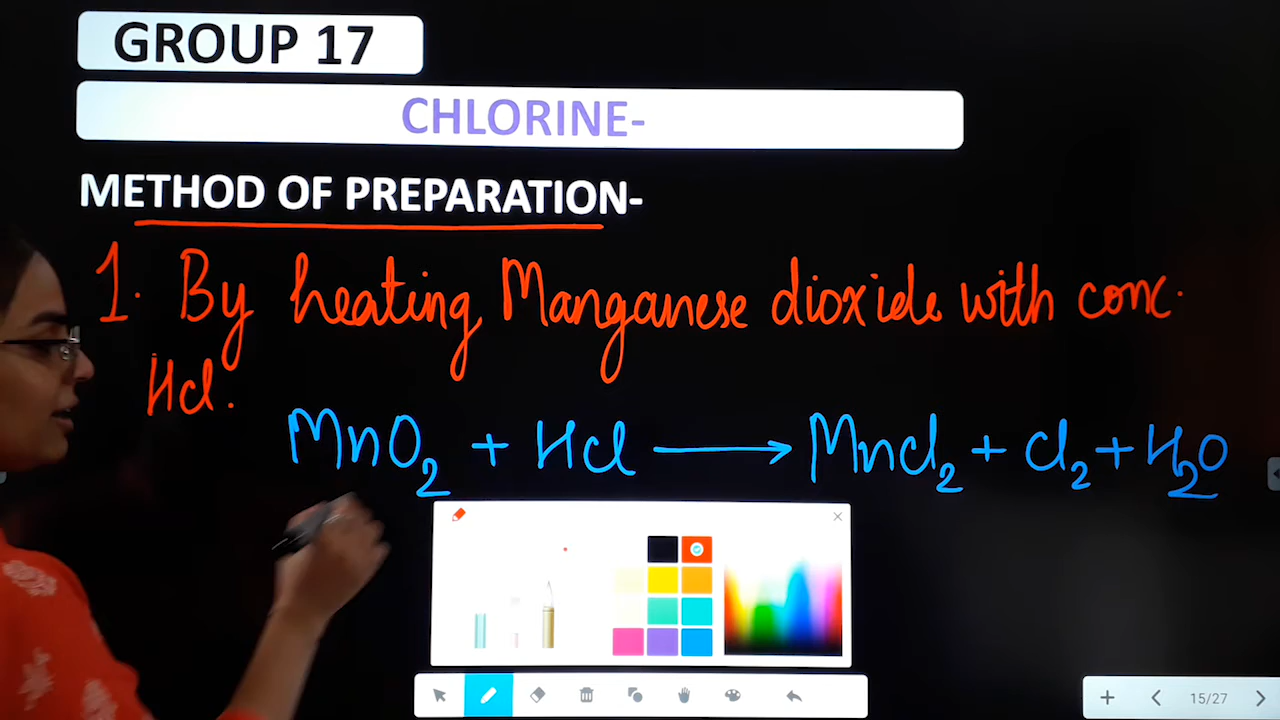 GROUP 17
CHLORINE-
METHOD OF PREPARATION-
1. By heating Manganese dioxide with conc.
HCl.
MnO₂ + HCl → MnCl₂ + Cl₂ + H₂O
15/27